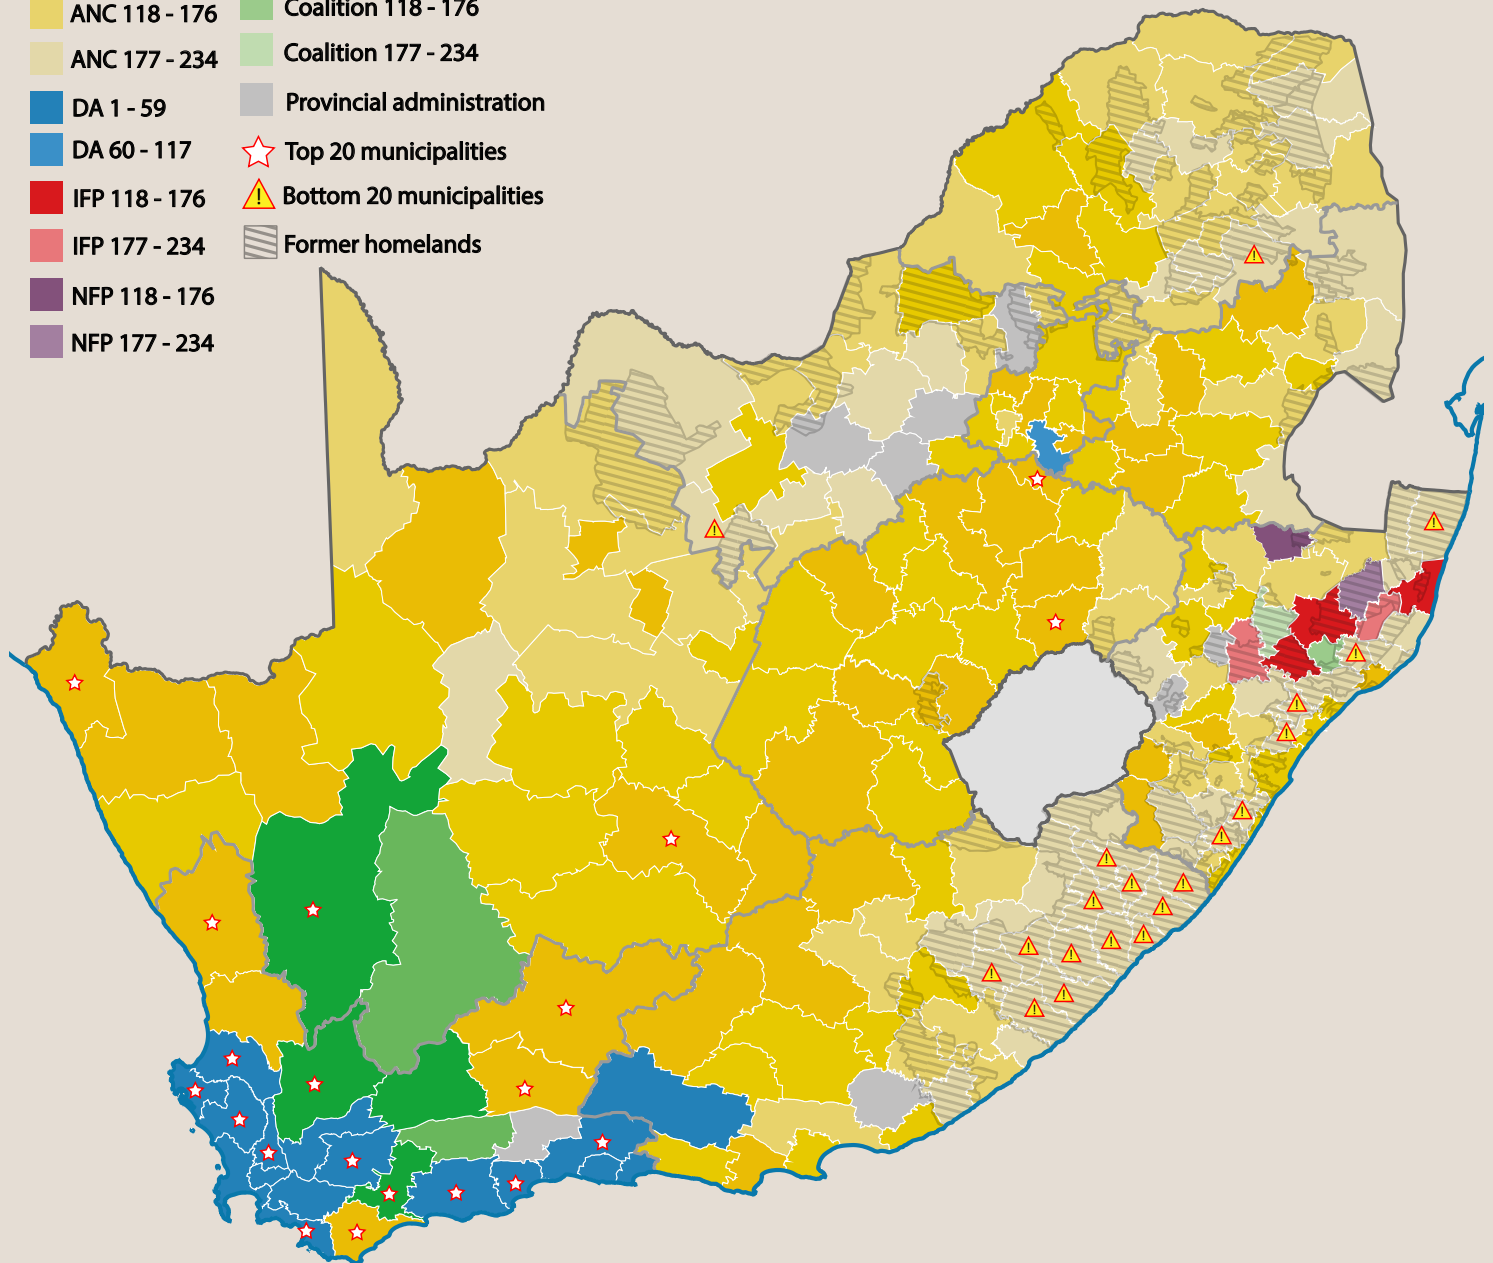 ANC 118 - 176
ANC 177 - 234
DA 1 - 59
DA 60 - 117
IFP 118 - 176
IFP 177 - 234
NFP 118 - 176
NFP 177 - 234
Coalition 118 - 176
Coalition 177 - 234
Provincial administration
Top 20 municipalities
Bottom 20 municipalities
Former homelands